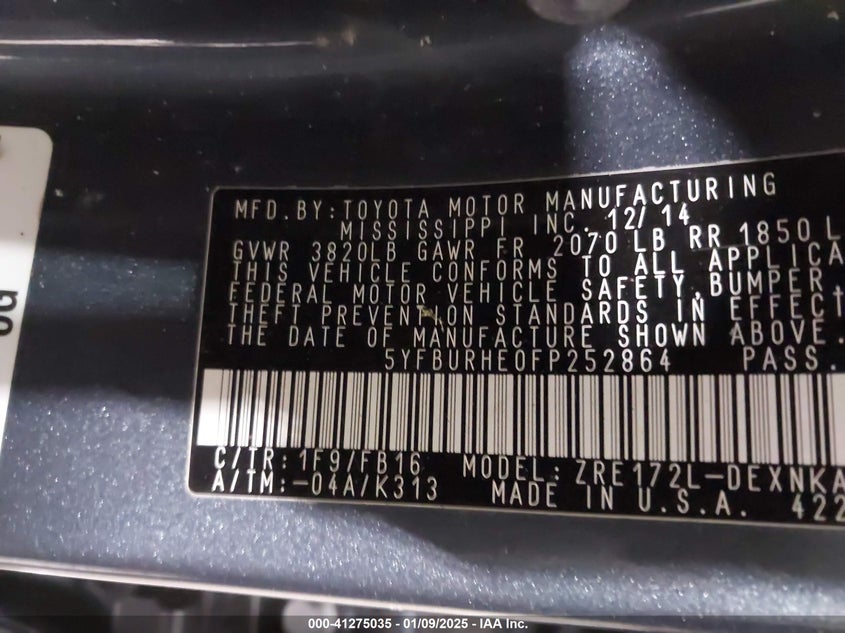 MFD.BY:TOYOTA MOTOR MANUFACTURING
MISSISSIPPI INC. 12/14
GVWR 3820LB GAWR FR 2070 LB RR 1850 L
THIS VEHICLE CONFORMS TO ALL APPLICA
FEDERAL MOTOR VEHICLE SAFETY,BUMPER,
THEFT PREVENTION STANDARDS IN EFFECT
THE DATE OF MANUFACTURE SHOWN ABOVE.
5YFBURHE0FP252864 PASS.
C/TR:1F9/FB16 MODEL:ZRE172L-DEXNKA
A/TM:-04A/K313 MADE IN U.S.A. 422
000-41275035 - 01/09/2025 - IAA Inc.